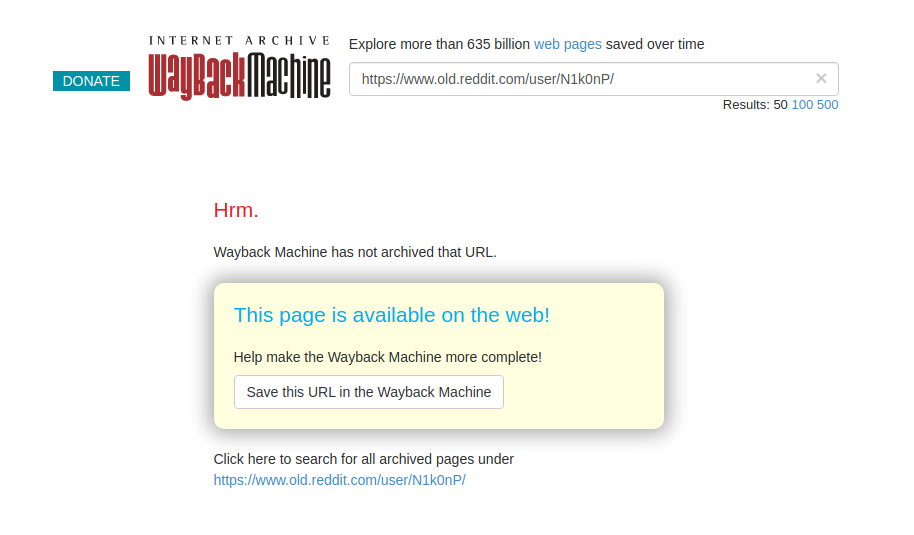 INTERNET ARCHIVE
WayBackMachine
DONATE
Explore more than 635 billion web pages saved over time
https://www.old.reddit.com/user/N1k0nP/ ×
Results: 50 100 500
Hrm.
Wayback Machine has not archived that URL.
This page is available on the web!
Help make the Wayback Machine more complete!
Save this URL in the Wayback Machine
Click here to search for all archived pages under
https://www.old.reddit.com/user/N1k0nP/